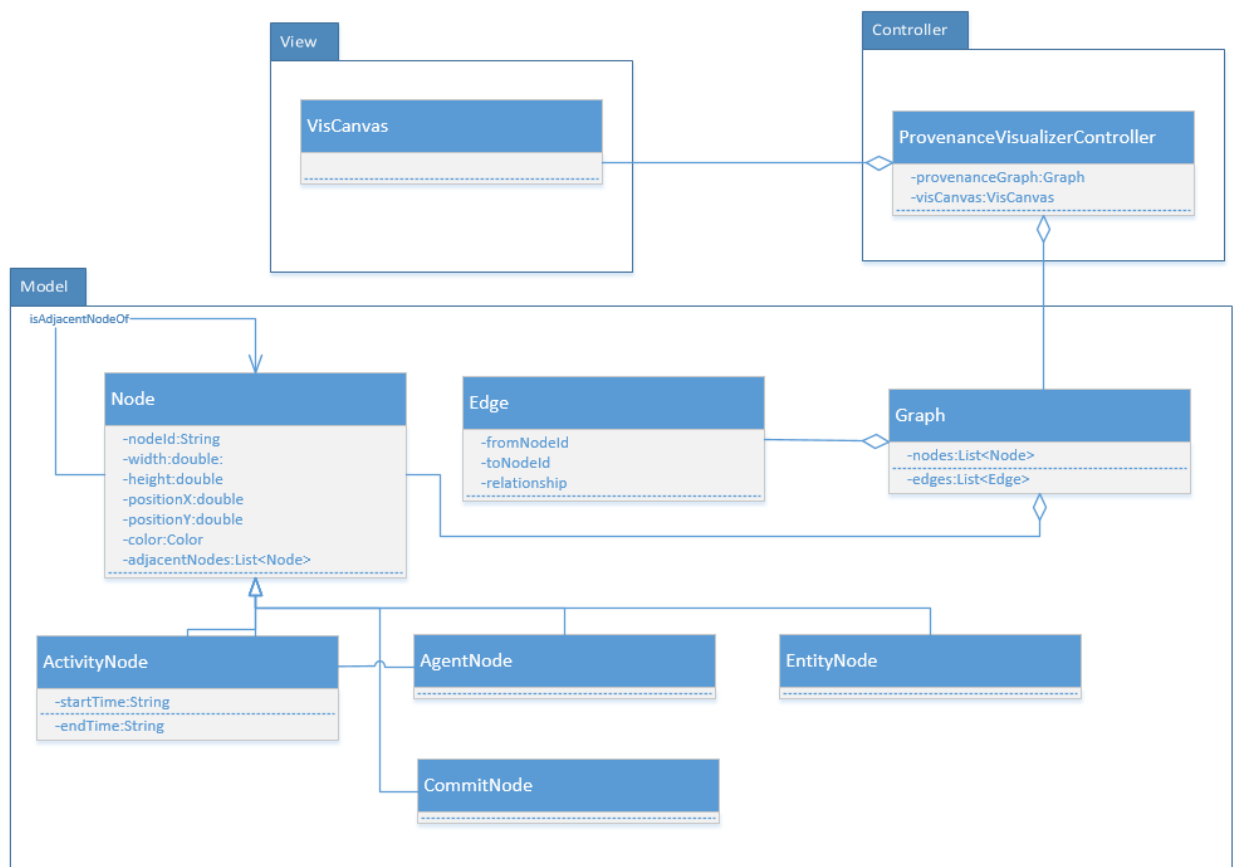 View
Controller
VisCanvas
ProvenanceVisualizerController
-provenanceGraph:Graph
-visCanvas:VisCanvas
Model
isAdjacentNodeOf
Node
-nodeId:String
-width:double:
-height:double
-positionX:double
-positionY:double
-color:Color
-adjacentNodes:List<Node>
Edge
-fromNodeId
-toNodeId
-relationship
Graph
-nodes:List<Node>
-edges:List<Edge>
ActivityNode
-startTime:String
-endTime:String
AgentNode
EntityNode
CommitNode